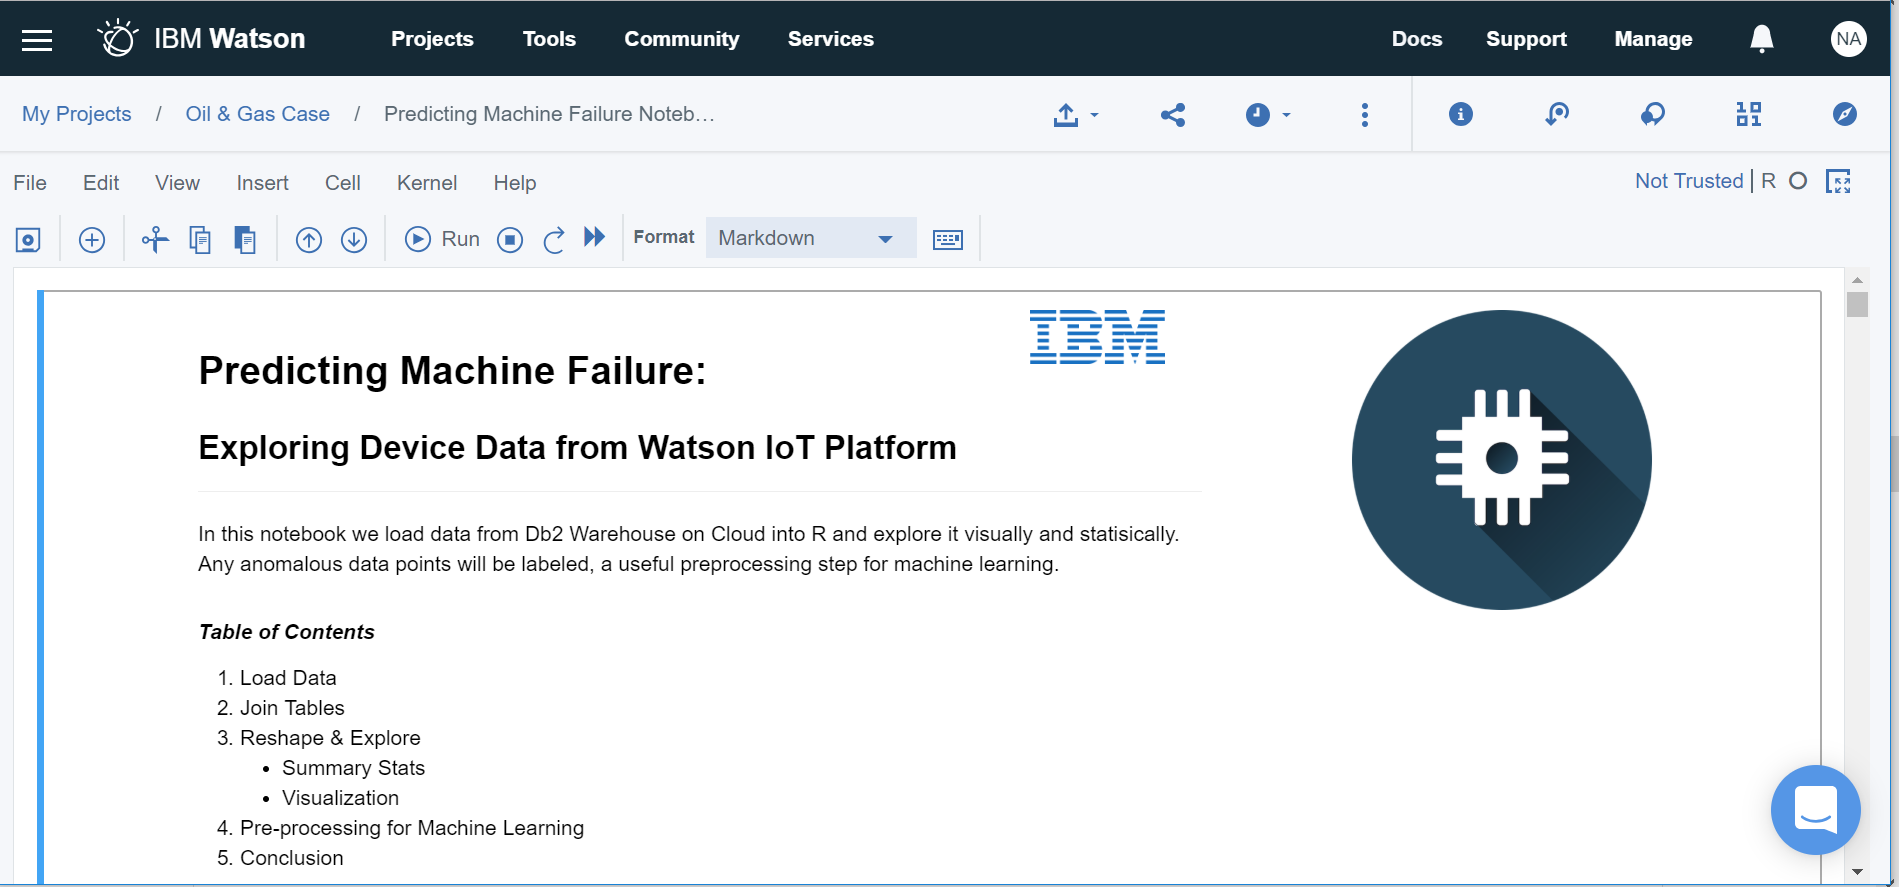 IBM Watson Projects Tools Community Services Docs Support Manage NA
My Projects / Oil & Gas Case / Predicting Machine Failure Noteb…
File Edit View Insert Cell Kernel Help Not Trusted | R
Run Format Markdown
IBM
Predicting Machine Failure:
Exploring Device Data from Watson IoT Platform
In this notebook we load data from Db2 Warehouse on Cloud into R and explore it visually and statisically.
Any anomalous data points will be labeled, a useful preprocessing step for machine learning.
Table of Contents
1. Load Data
2. Join Tables
3. Reshape & Explore
• Summary Stats
• Visualization
4. Pre-processing for Machine Learning
5. Conclusion